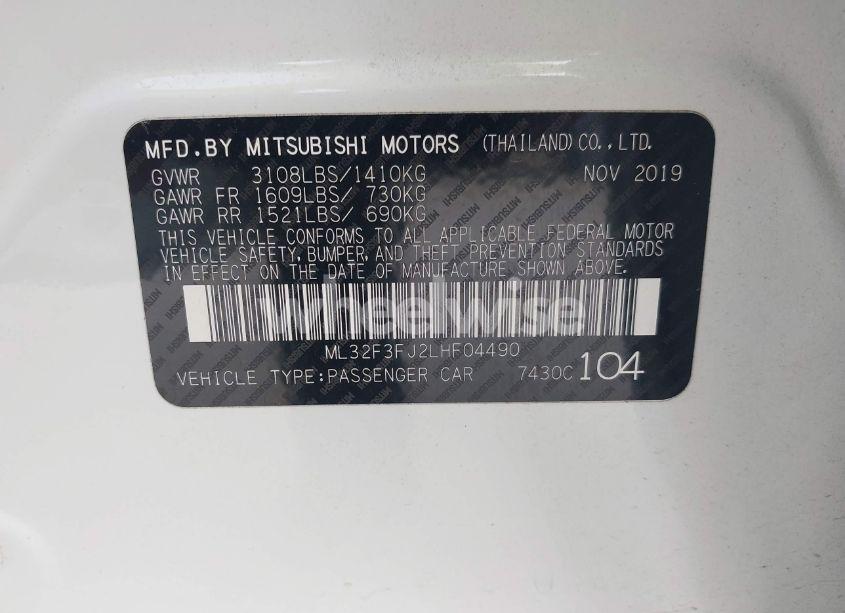 MFD.BY MITSUBISHI MOTORS (THAILAND)CO.,LTD.
GVWR 3108LBS/1410KG NOV 2019
GAWR FR 1609LBS/ 730KG
GAWR RR 1521LBS/ 690KG
THIS VEHICLE CONFORMS TO ALL APPLICABLE FEDERAL MOTOR
VEHICLE SAFETY,BUMPER,AND THEFT PREVENTION STANDARDS
IN EFFECT ON THE DATE OF MANUFACTURE SHOWN ABOVE.
wheelwise
ML32F3FJ2LHF04490
VEHICLE TYPE:PASSENGER CAR 7430C 104